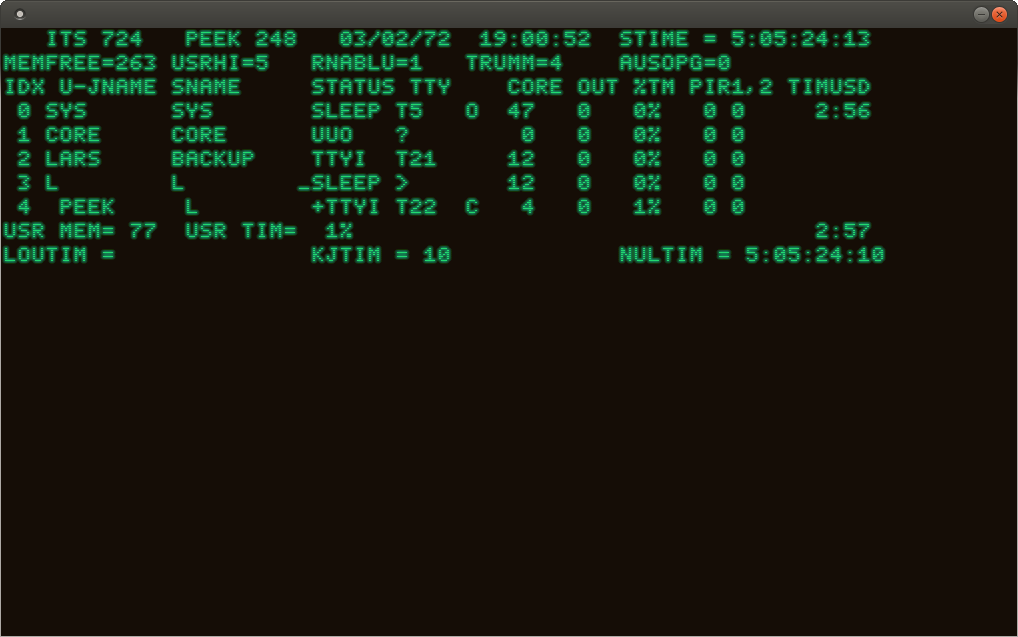 ITS 724   PEEK 248   03/02/72  19:00:52  STIME = 5:05:24:13
MEMFREE=263 USRHI=5   RNABLU=1   TRUMM=4     AUSOPG=0
IDX U-JNAME SNAME     STATUS TTY    CORE OUT %TM PIR1,2 TIMUSD
 0 SYS      SYS       SLEEP T5   O  47   0   0%   0 0     2:56
 1 CORE     CORE      UUO   ?        0   0   0%   0 0
 2 LARS     BACKUP    TTYI  T21     12   0   0%   0 0
 3 L        L        _SLEEP >       12   0   0%   0 0
 4  PEEK     L        +TTYI T22  C   4   0   1%   0 0
USR MEM= 77  USR TIM=  1%                                 2:57
LOUTIM =              KJTIM = 10            NULTIM = 5:05:24:10